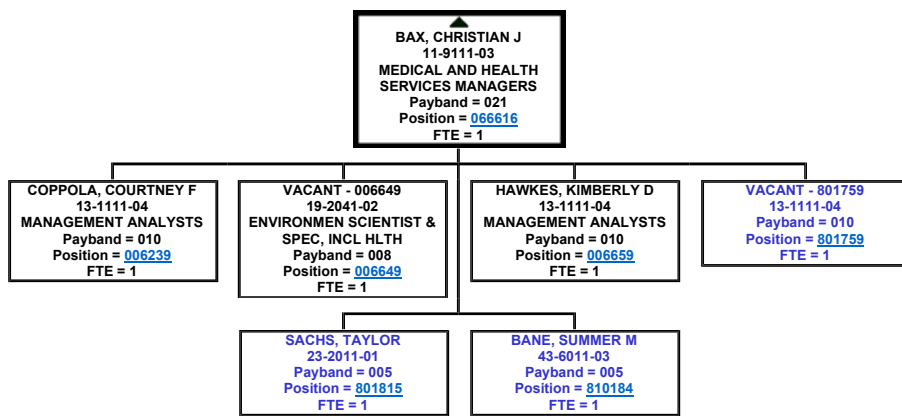 BAX, CHRISTIAN J
11-9111-03
MEDICAL AND HEALTH
SERVICES MANAGERS
Payband = 021
Position = 066616
FTE = 1
COPPOLA, COURTNEY F
13-1111-04
MANAGEMENT ANALYSTS
Payband = 010
Position = 006239
FTE = 1
VACANT - 006649
19-2041-02
ENVIRONMEN SCIENTIST &
SPEC, INCL HLTH
Payband = 008
Position = 006649
FTE = 1
HAWKES, KIMBERLY D
13-1111-04
MANAGEMENT ANALYSTS
Payband = 010
Position = 006659
FTE = 1
VACANT - 801759
13-1111-04
Payband = 010
Position = 801759
FTE = 1
SACHS, TAYLOR
23-2011-01
Payband = 005
Position = 801815
FTE = 1
BANE, SUMMER M
43-6011-03
Payband = 005
Position = 810184
FTE = 1